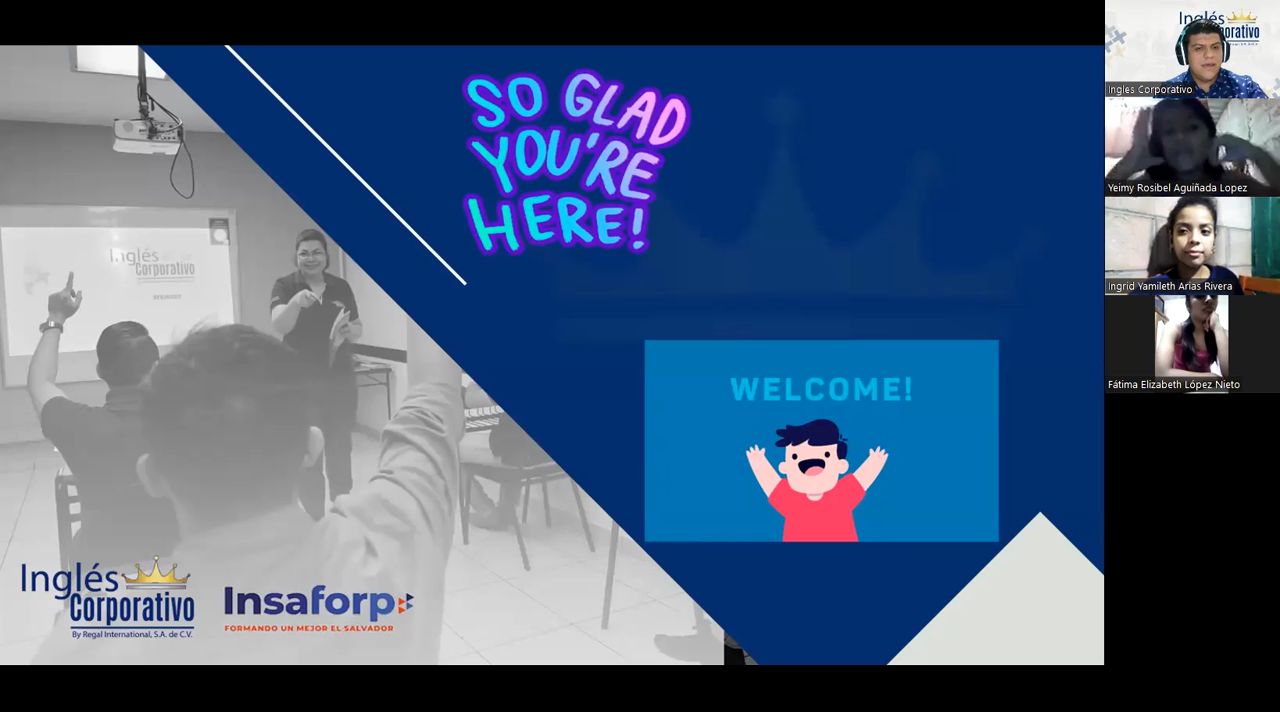 SO GLAD
YOU'RE
HERE!
WELCOME!
Inglés
Corporativo
Inglés
Corporativo
By Regal International, S.A. de C.V.
Insaforp
FORMANDO UN MEJOR EL SALVADOR
Inglés
Ingles Corporativo
Yeimy Rosibel Aguiñada Lopez
Ingrid Yamileth Arias Rivera
Fátima Elizabeth López Nieto